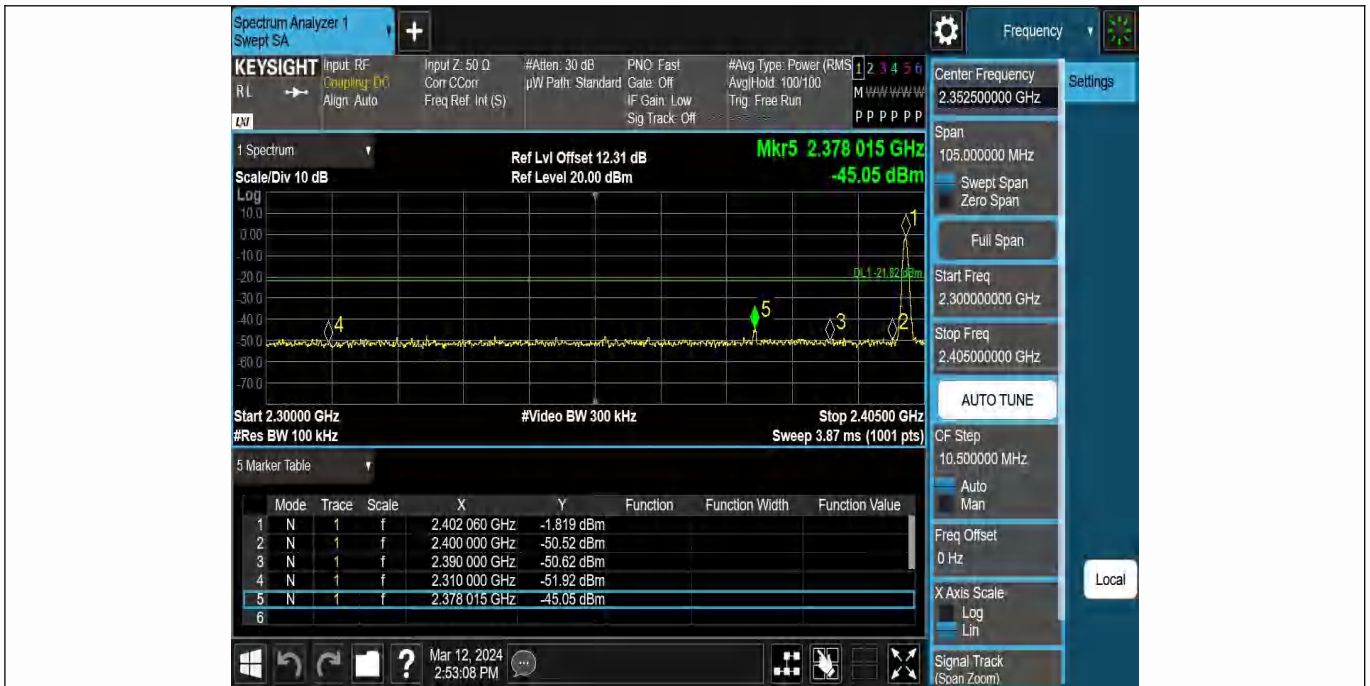 Spectrum Analyzer 1
Swept SA
+
Frequency
KEYSIGHT
RL
LXI
Input: RF
Coupling: DC
Align: Auto
Input Z: 50 Ω
Corr CCorr
Freq Ref: Int (S)
#Atten: 30 dB
µW Path: Standard
PNO: Fast
Gate: Off
IF Gain: Low
Sig Track: Off
#Avg Type: Power (RMS
Avg|Hold: 100/100
Trig: Free Run
1 2 3 4 5 6
M W W W W W
P P P P P P
1 Spectrum
Scale/Div 10 dB
Ref Lvl Offset 12.31 dB
Ref Level 20.00 dBm
Mkr5 2.378 015 GHz
-45.05 dBm
Log
10.0
0.00
-10.0
-20.0
-30.0
-40.0
-50.0
-60.0
-70.0
DL1 -21.82 dBm
1
5
3
2
4
Start 2.30000 GHz
#Video BW 300 kHz
Stop 2.40500 GHz
#Res BW 100 kHz
Sweep 3.87 ms (1001 pts)
5 Marker Table
Mode Trace Scale X Y Function Function Width Function Value
1 N 1 f 2.402 060 GHz -1.819 dBm
2 N 1 f 2.400 000 GHz -50.52 dBm
3 N 1 f 2.390 000 GHz -50.62 dBm
4 N 1 f 2.310 000 GHz -51.92 dBm
5 N 1 f 2.378 015 GHz -45.05 dBm
6
Mar 12, 2024
2:53:08 PM
?
Center Frequency
2.352500000 GHz
Settings
Span
105.000000 MHz
Swept Span
Zero Span
Full Span
Start Freq
2.300000000 GHz
Stop Freq
2.405000000 GHz
AUTO TUNE
CF Step
10.500000 MHz
Auto
Man
Freq Offset
0 Hz
Local
X Axis Scale
Log
Lin
Signal Track
(Span Zoom)